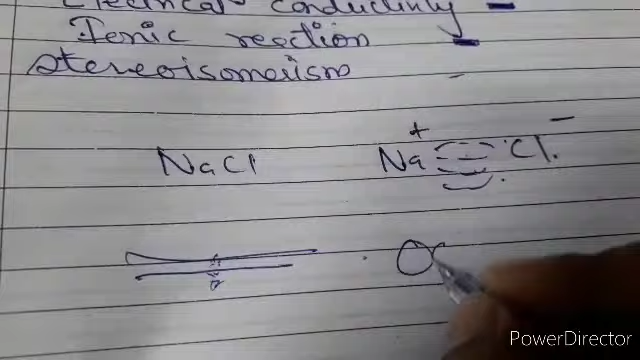 Electrical conductivity -
Ionic reaction -
stereoisomerism -
NaCl Na + Cl. -
PowerDirector